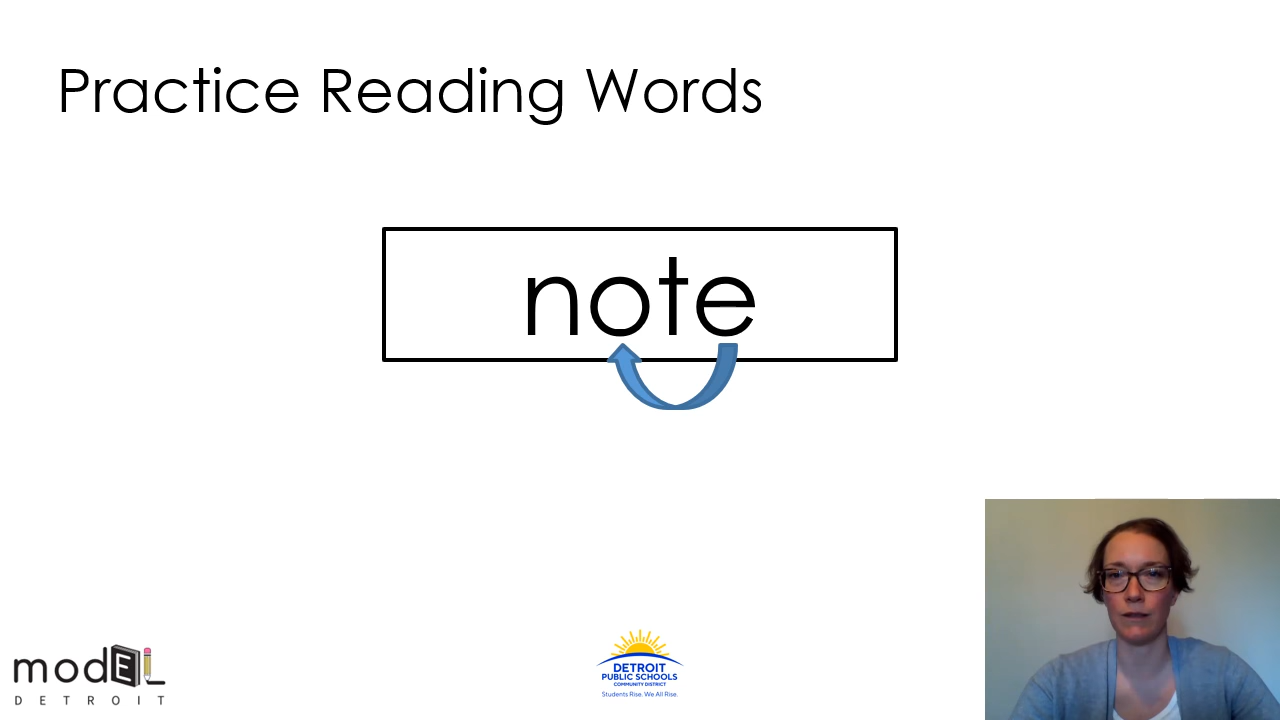 Practice Reading Words
note
modEL
DETROIT
DETROIT
PUBLIC SCHOOLS
COMMUNITY DISTRICT
Students Rise. We All Rise.